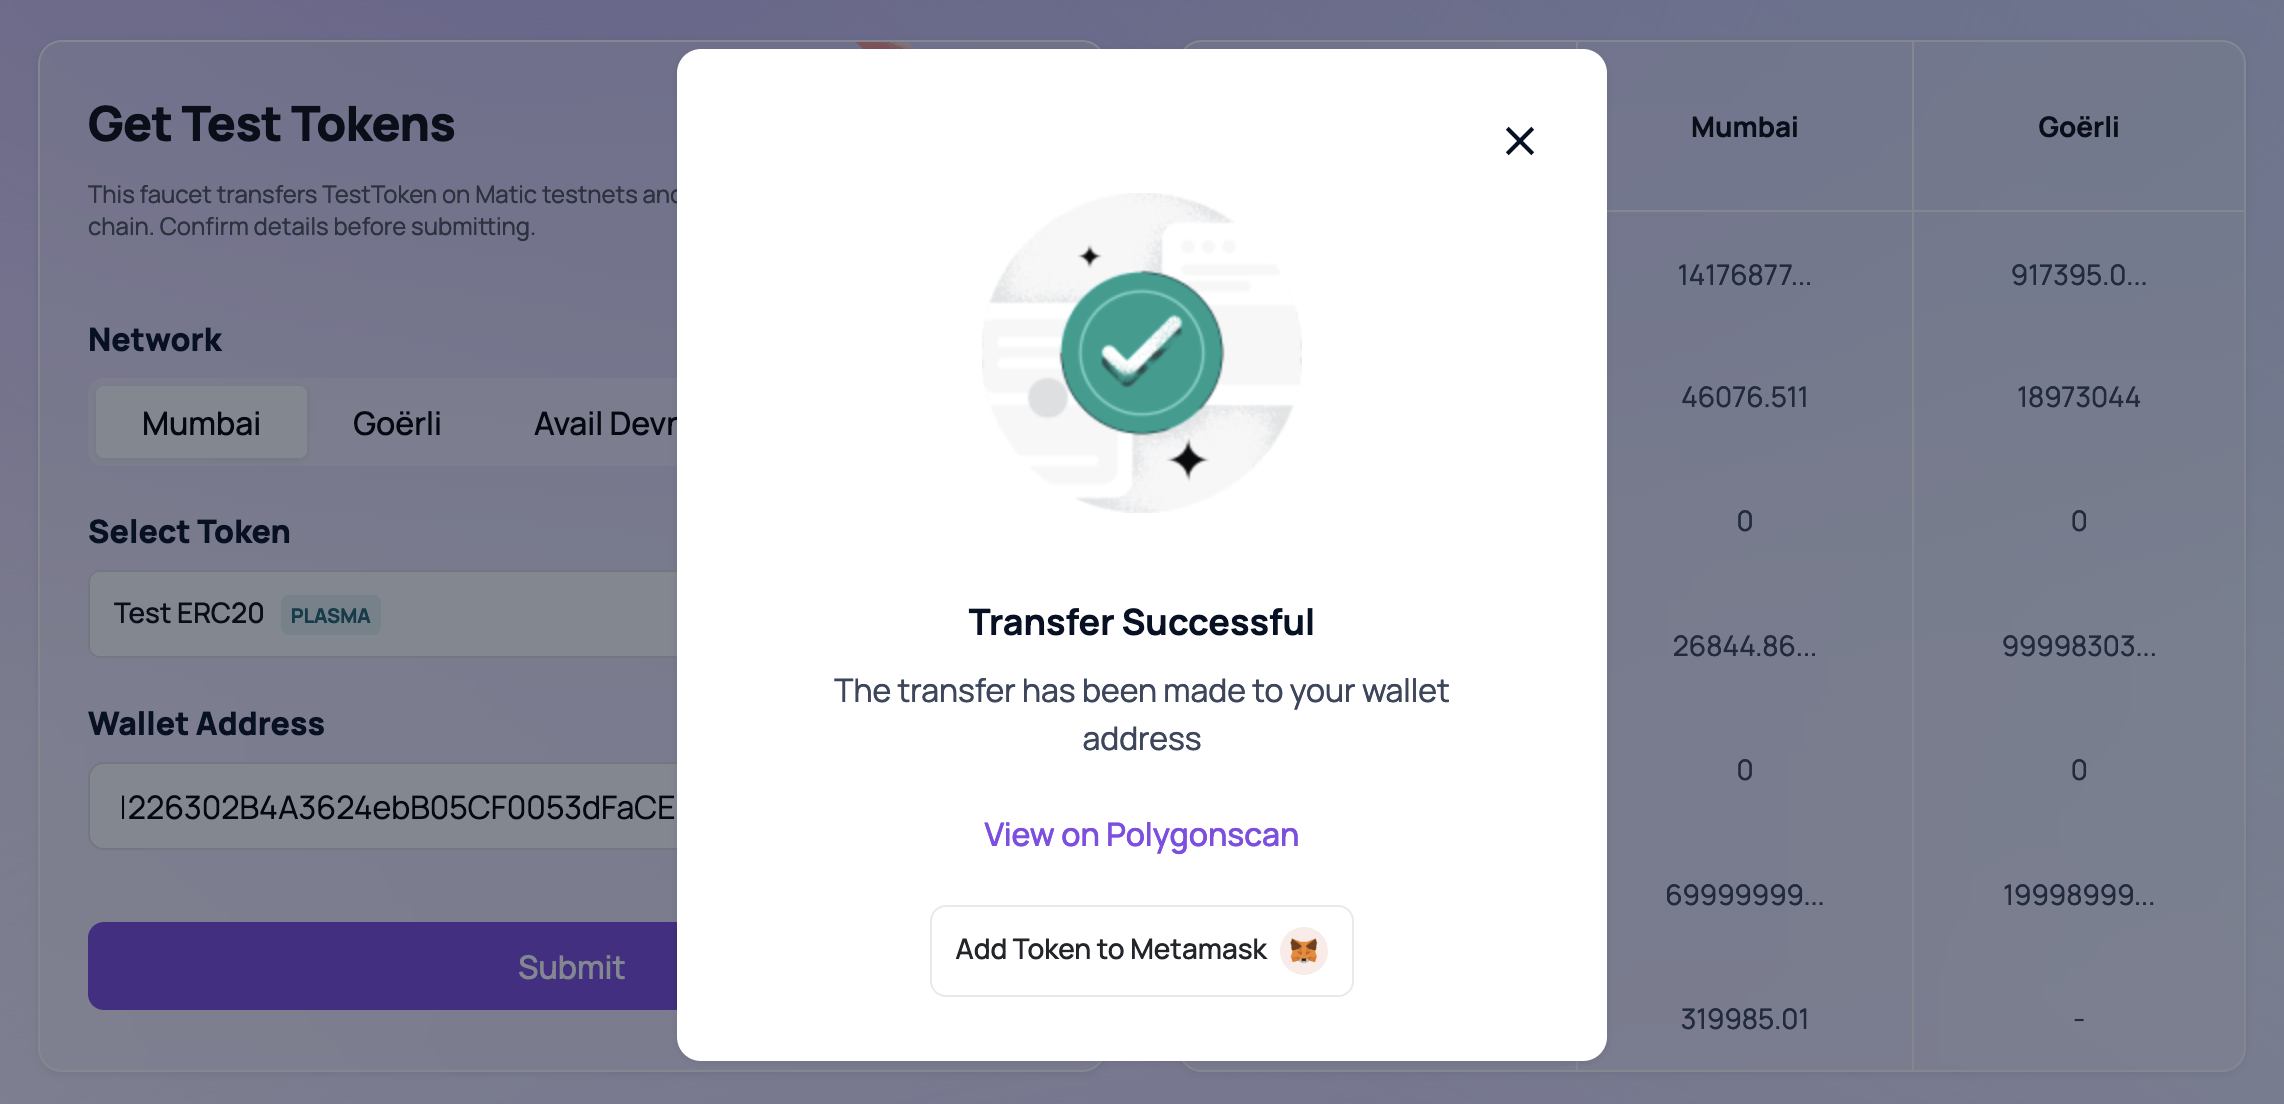 Get Test Tokens
This faucet transfers TestToken on Matic testnets
chain. Confirm details before submitting.
Network
Mumbai Goërli Avail
Select Token
Test ERC20 PLASMA
Wallet Address
226302B4A3624ebB05CF0053dFaCE
Submit
Transfer Successful
The transfer has been made to your wallet
address
View on Polygonscan
Add Token to Metamask
Mumbai Goërli
14176877... 917395.0...
46076.511 18973044
0 0
26844.86... 99998303...
0 0
69999999... 19998999...
319985.01 -